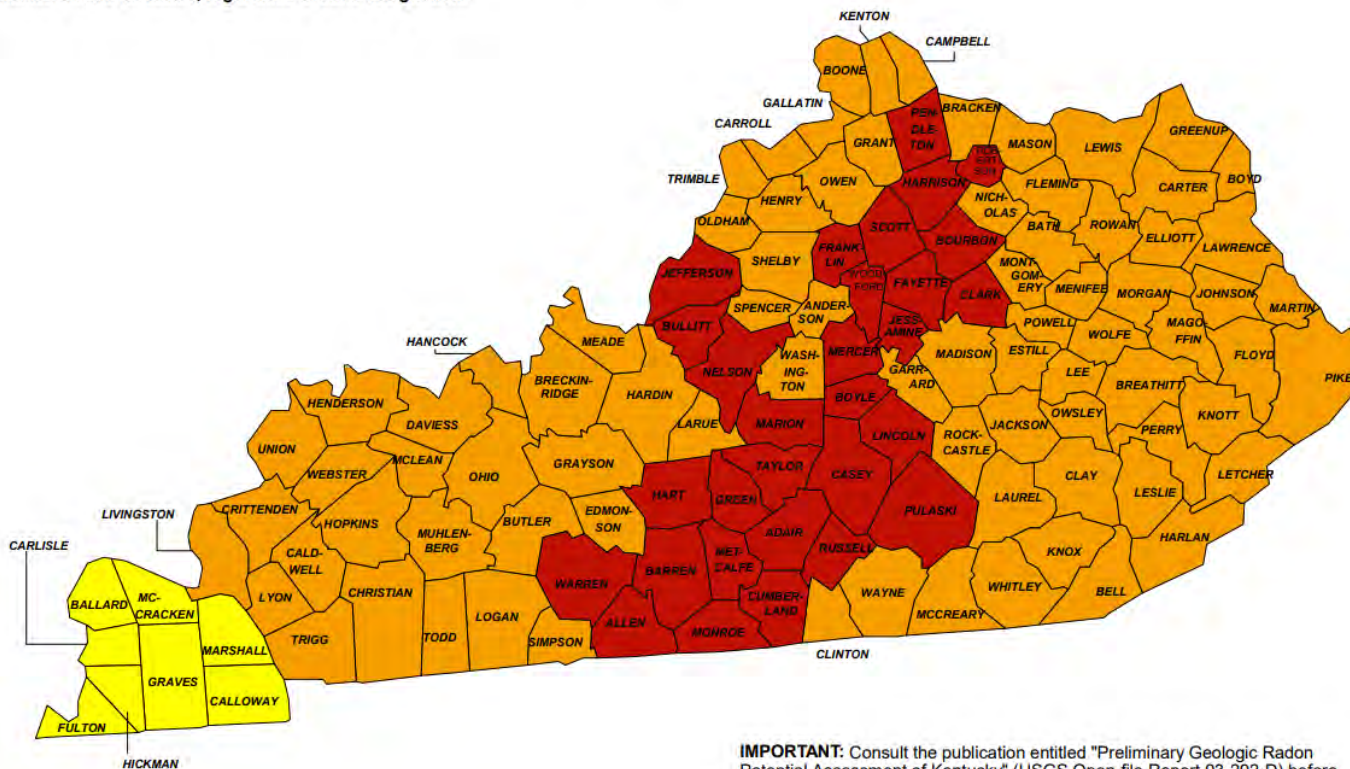 KENTON
CAMPBELL
BOONE
GALLATIN
BRACKEN
PEN-
DLE-
TON
CARROLL
GRANT
MASON
LEWIS
GREENUP
TRIMBLE
OWEN
HARRISON
FLEMING
CARTER
BOYD
HENRY
NICH-
OLAS
OLDHAM
SCOTT
BATH
ROWAN
ELLIOTT
LAWRENCE
SHELBY
FRANK-
LIN
BOURBON
JEFFERSON
WOOD
FORD
FAYETTE
MONT-
GOM-
ERY
MENIFEE
MORGAN
JOHNSON
MARTIN
CLARK
SPENCER
ANDER-
SON
BULLITT
JESS-
AMINE
POWELL
WOLFE
MAGO
FFIN
HANCOCK
MEADE
MERCER
MADISON
ESTILL
FLOYD
NELSON
WASH-
ING-
TON
GARR-
ARD
LEE
BREATHITT
PIKE
BRECKIN-
RIDGE
HARDIN
BOYLE
HENDERSON
DAVIESS
LARUE
MARION
LINCOLN
JACKSON
OWSLEY
PERRY
KNOTT
UNION
ROCK-
CASTLE
MCLEAN
OHIO
GRAYSON
TAYLOR
CASEY
CLAY
LETCHER
WEBSTER
HART
GREEN
LAUREL
LESLIE
LIVINGSTON
CRITTENDEN
HOPKINS
BUTLER
EDMON-
SON
PULASKI
MUHLEN-
BERG
ADAIR
HARLAN
CARLISLE
CALD-
WELL
MET-
CALFE
RUSSELL
KNOX
BARREN
WARREN
WAYNE
WHITLEY
BELL
BALLARD
MC-
CRACKEN
LYON
CHRISTIAN
CUMBER-
LAND
MCCREARY
LOGAN
ALLEN
MONROE
TRIGG
TODD
SIMPSON
MARSHALL
CLINTON
GRAVES
CALLOWAY
FULTON
HICKMAN
IMPORTANT: Consult the publication entitled "Preliminary Geologic Radon